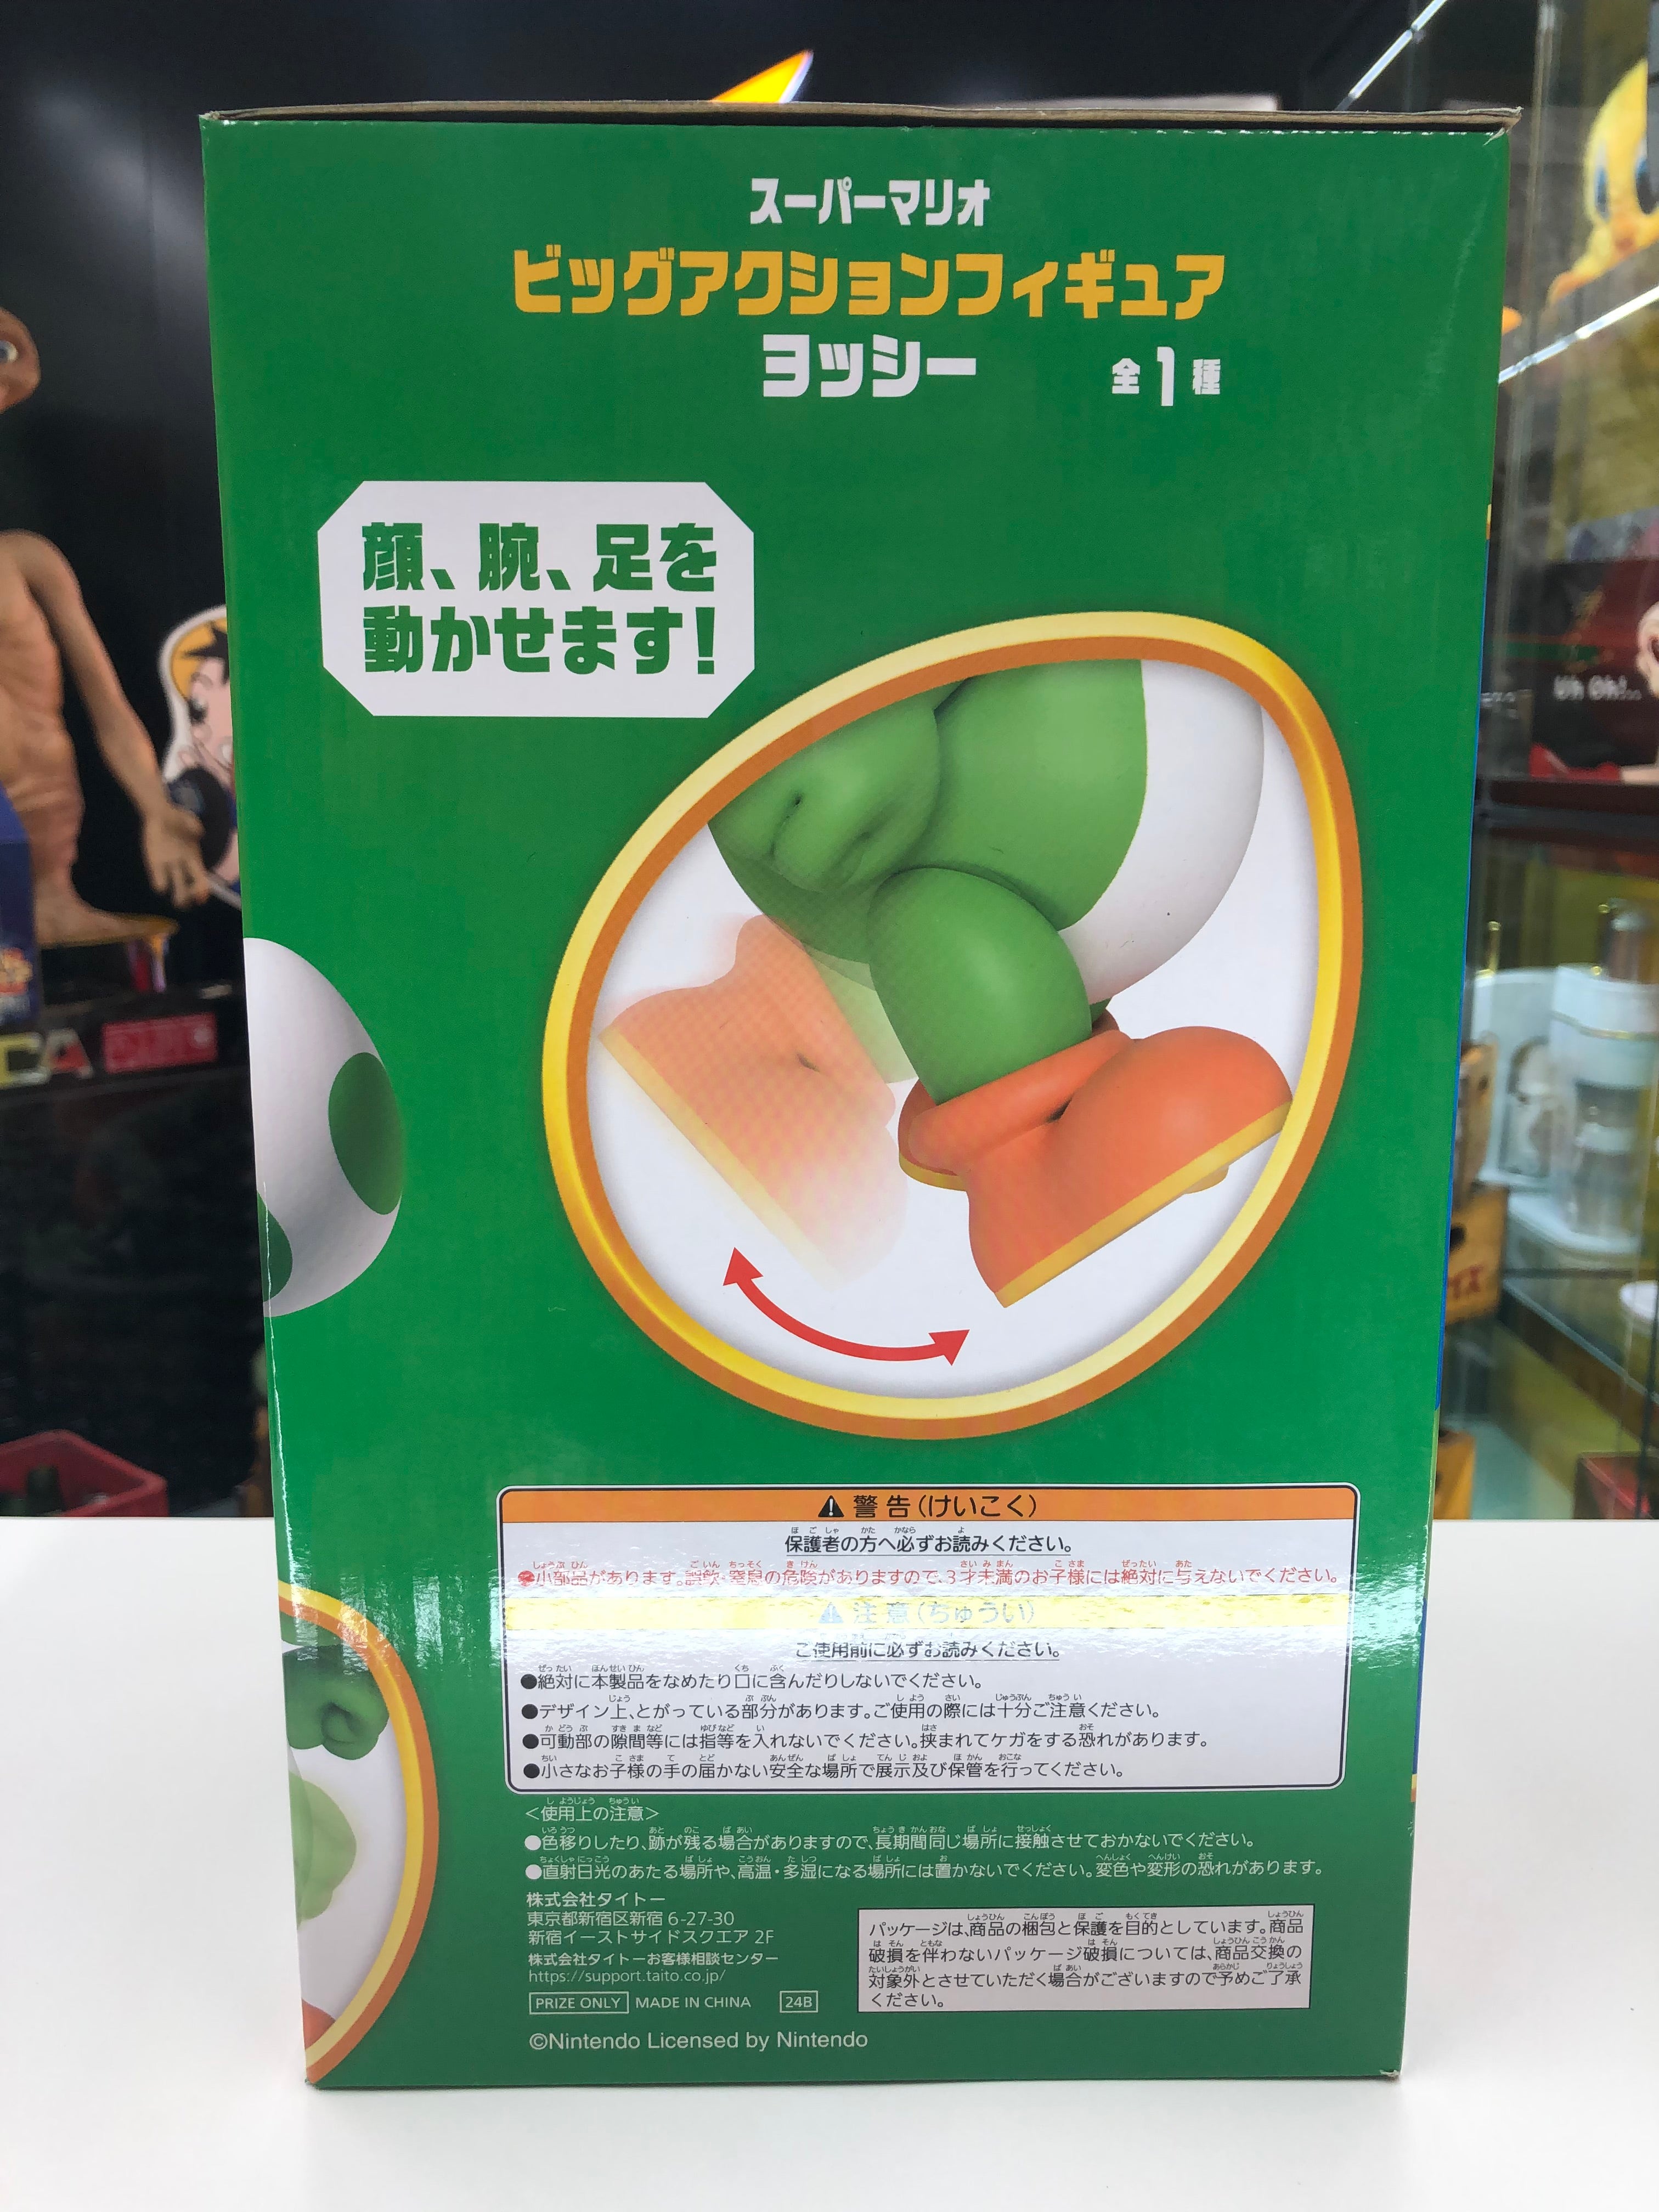 スーパーマリオ
ビッグアクションフィギュア
ヨッシー 全1種
顔、腕、足を
動かせます!
Uh Oh!..
警告(けいこく)
保護者の方へ必ずお読みください。
●小部品があります。誤飲・窒息の危険がありますので、3才未満のお子様には絶対に与えないでください。
注意(ちゅうい)
ご使用前に必ずお読みください。
●絶対に本製品をなめたり口に含んだりしないでください。
●デザイン上、とがっている部分があります。ご使用の際には十分ご注意ください。
●可動部の隙間等には指等を入れないでください。挟まれてケガをする恐れがあります。
●小さなお子様の手の届かない安全な場所で展示及び保管を行ってください。
<使用上の注意>
●色移りしたり、跡が残る場合がありますので、長期間同じ場所に接触させておかないでください。
●直射日光のあたる場所や、高温・多湿になる場所には置かないでください。変色や変形の恐れがあります。
株式会社タイトー
東京都新宿区新宿 6-27-30
新宿イーストサイドスクエア 2F
株式会社タイトーお客様相談センター
https://support.taito.co.jp/
PRIZE ONLY MADE IN CHINA 24B
©Nintendo Licensed by Nintendo
パッケージは、商品の梱包と保護を目的としています。商品
破損を伴わないパッケージ破損については、商品交換の
対象外とさせていただく場合がございますので予めご了承
ください。